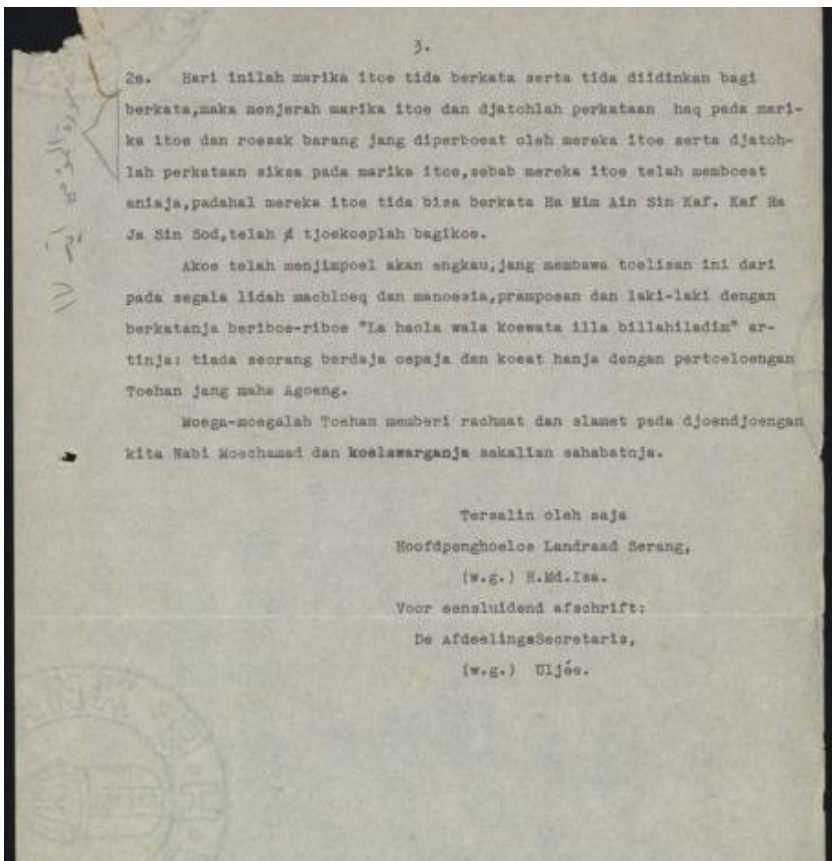 3.
2e. Hari inilah marika itoe tida berkata serta tida diidinkan bagi
berkata,maka menjerah marika itoe dan djatohlah perkataan haq pada mari-
ka itoe dan roesak barang jang diperboeat oleh mereka itoe serta djatoh-
lah perkataan siksa pada marika itoe,sebab mereka itoe telah memboeat
aniaja,padahal mereka itoe tida bisa berkata Ha Mim Ain Sin Kaf. Kaf Ha
Ja Sin Sod,telah tjoekoeplah bagikoe.
Akoe telah menjimpoel akan engkau,jang membawa toelisan ini dari
pada segala lidah machloeq dan manoesia,prampoean dan laki-laki dengan
berkatanja beriboe-riboe "La haola wala koewata illa billahiladim" ar-
tinja: tiada seorang berdaja oepaja dan koeat hanja dengan pertoeloengan
Toehan jang maha Agoeng.
Moega-moegalah Toehan memberi rachmat dan slamet pada djoendjoengan
kita Nabi Moechamad dan koelawarganja sakalian sahabatnja.
Tersalin oleh saja
Hoofdpenghoeloe Landraad Serang,
(w.g.) H.Md.Isa.
Voor eensluidend afschrift:
De AfdeelingsSecretaris,
(w.g.) Uljée.